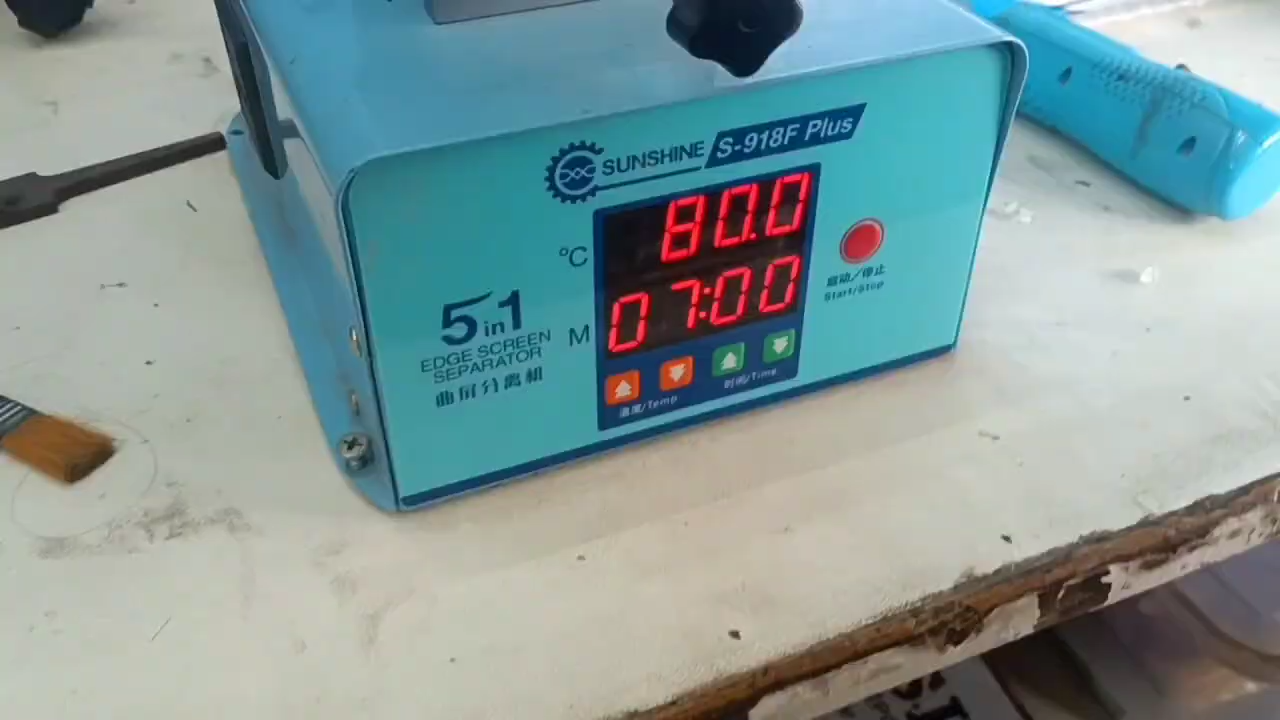 SUNSHINE S-918F Plus
80.0
°C
07:00
M
启动/停止
Start/Stop
5in1
EDGE SCREEN
SEPARATOR
曲屏分离机
温度/Temp
时间/Time